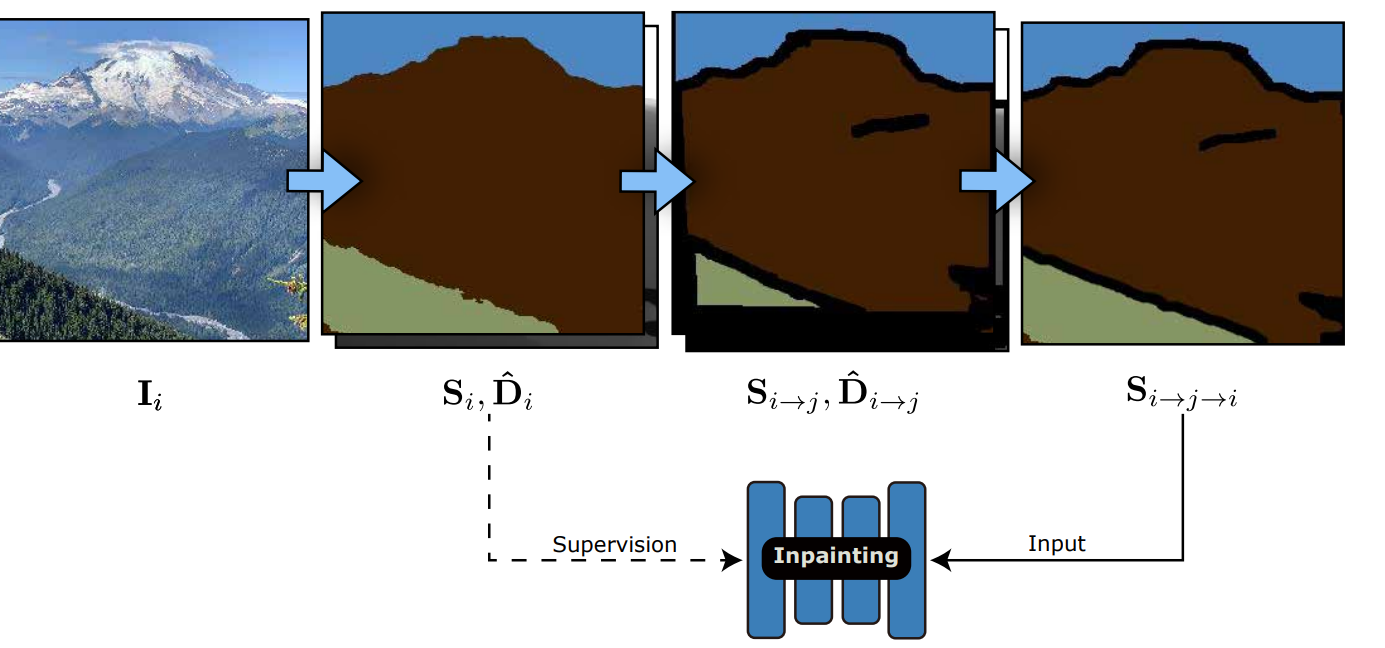 I_i
S_i, D̂_i
S_{i→j}, D̂_{i→j}
S_{i→j→i}
Supervision
Inpainting
Input